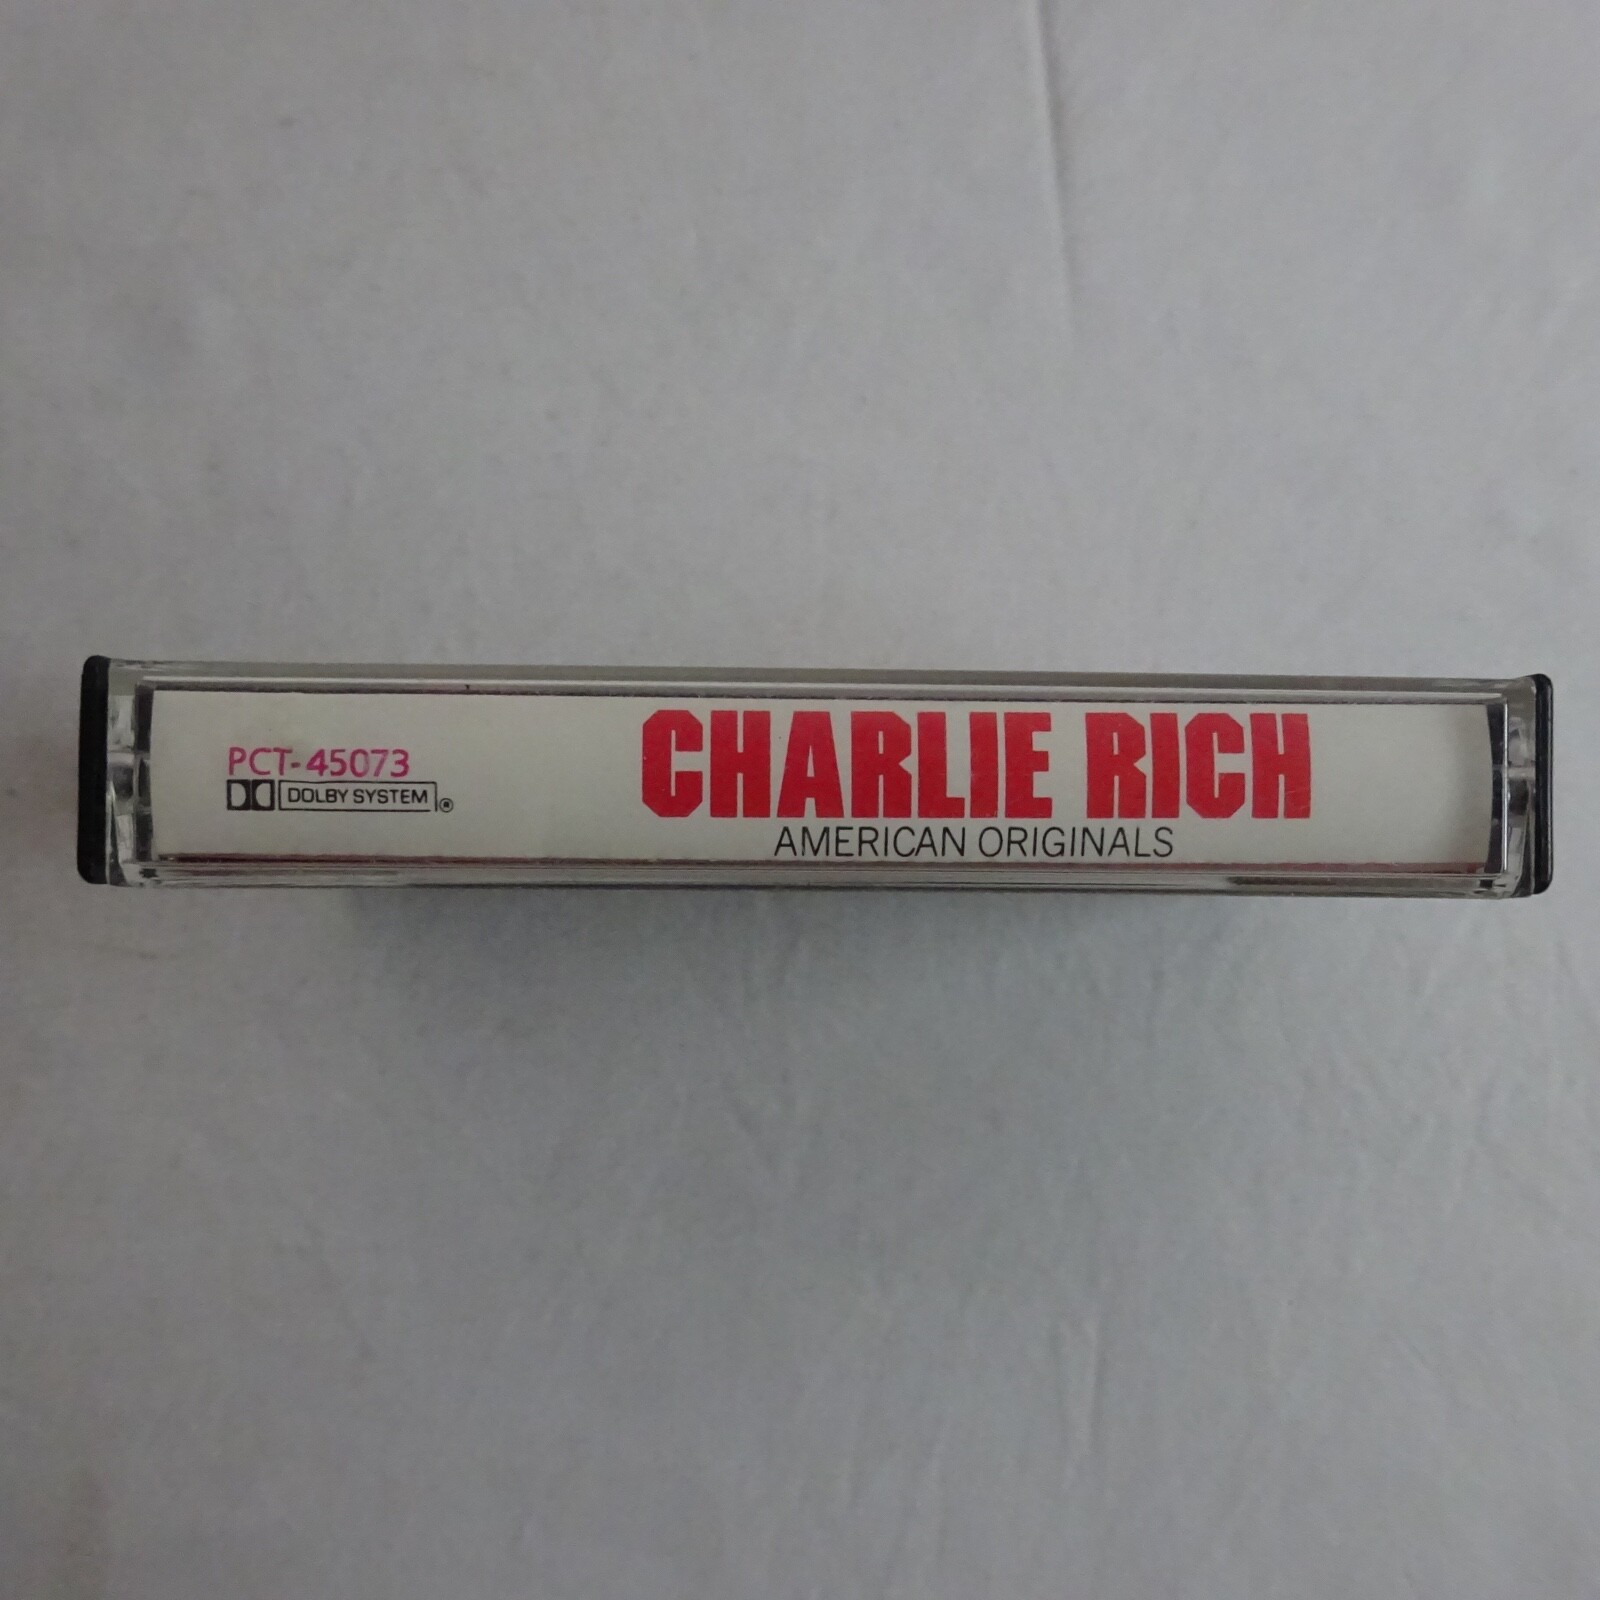 PCT-45073
DOLBY SYSTEM ®
CHARLIE RICH
AMERICAN ORIGINALS